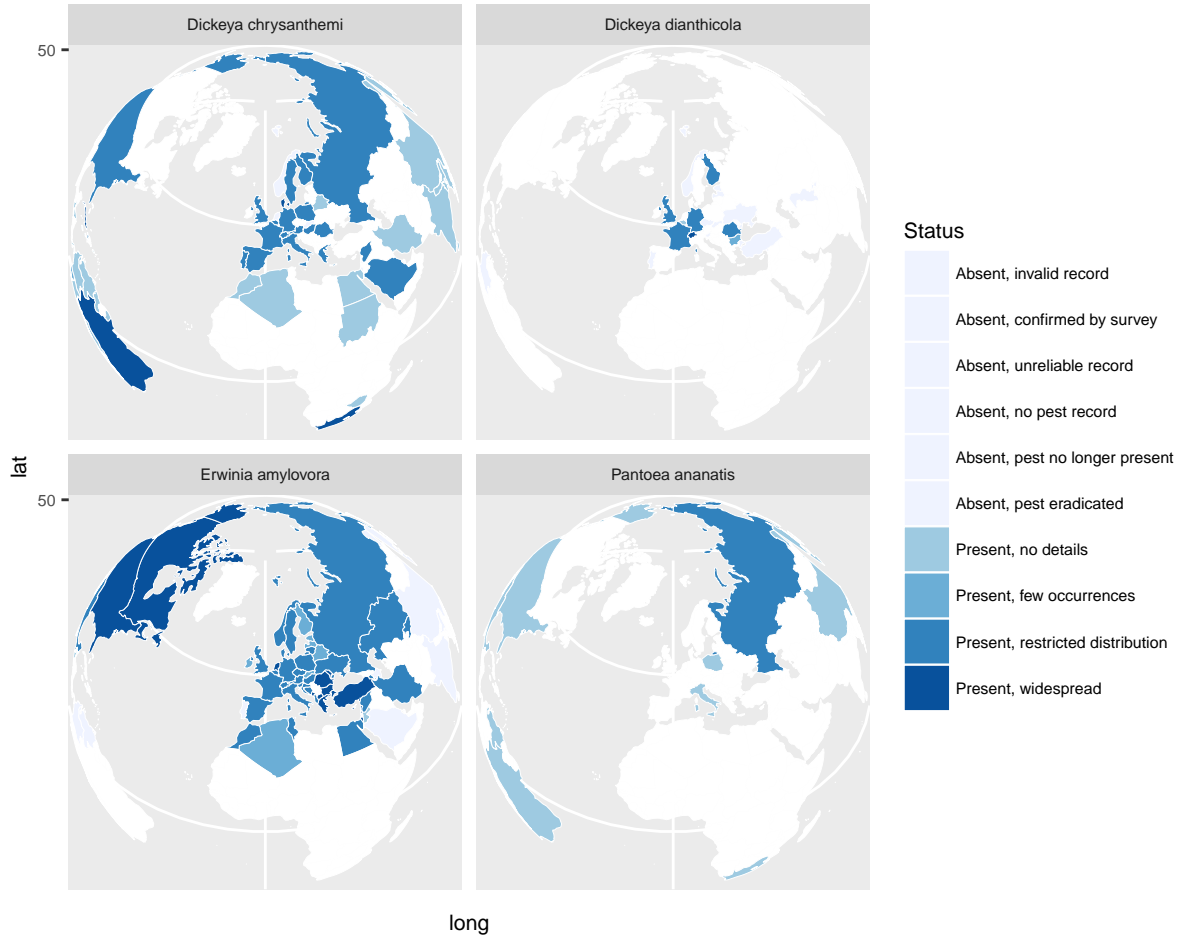 Dickeya chrysanthemi
Dickeya dianthicola
50
Erwinia amylovora
Pantoea ananatis
50
lat
long
Status
Absent, invalid record
Absent, confirmed by survey
Absent, unreliable record
Absent, no pest record
Absent, pest no longer present
Absent, pest eradicated
Present, no details
Present, few occurrences
Present, restricted distribution
Present, widespread